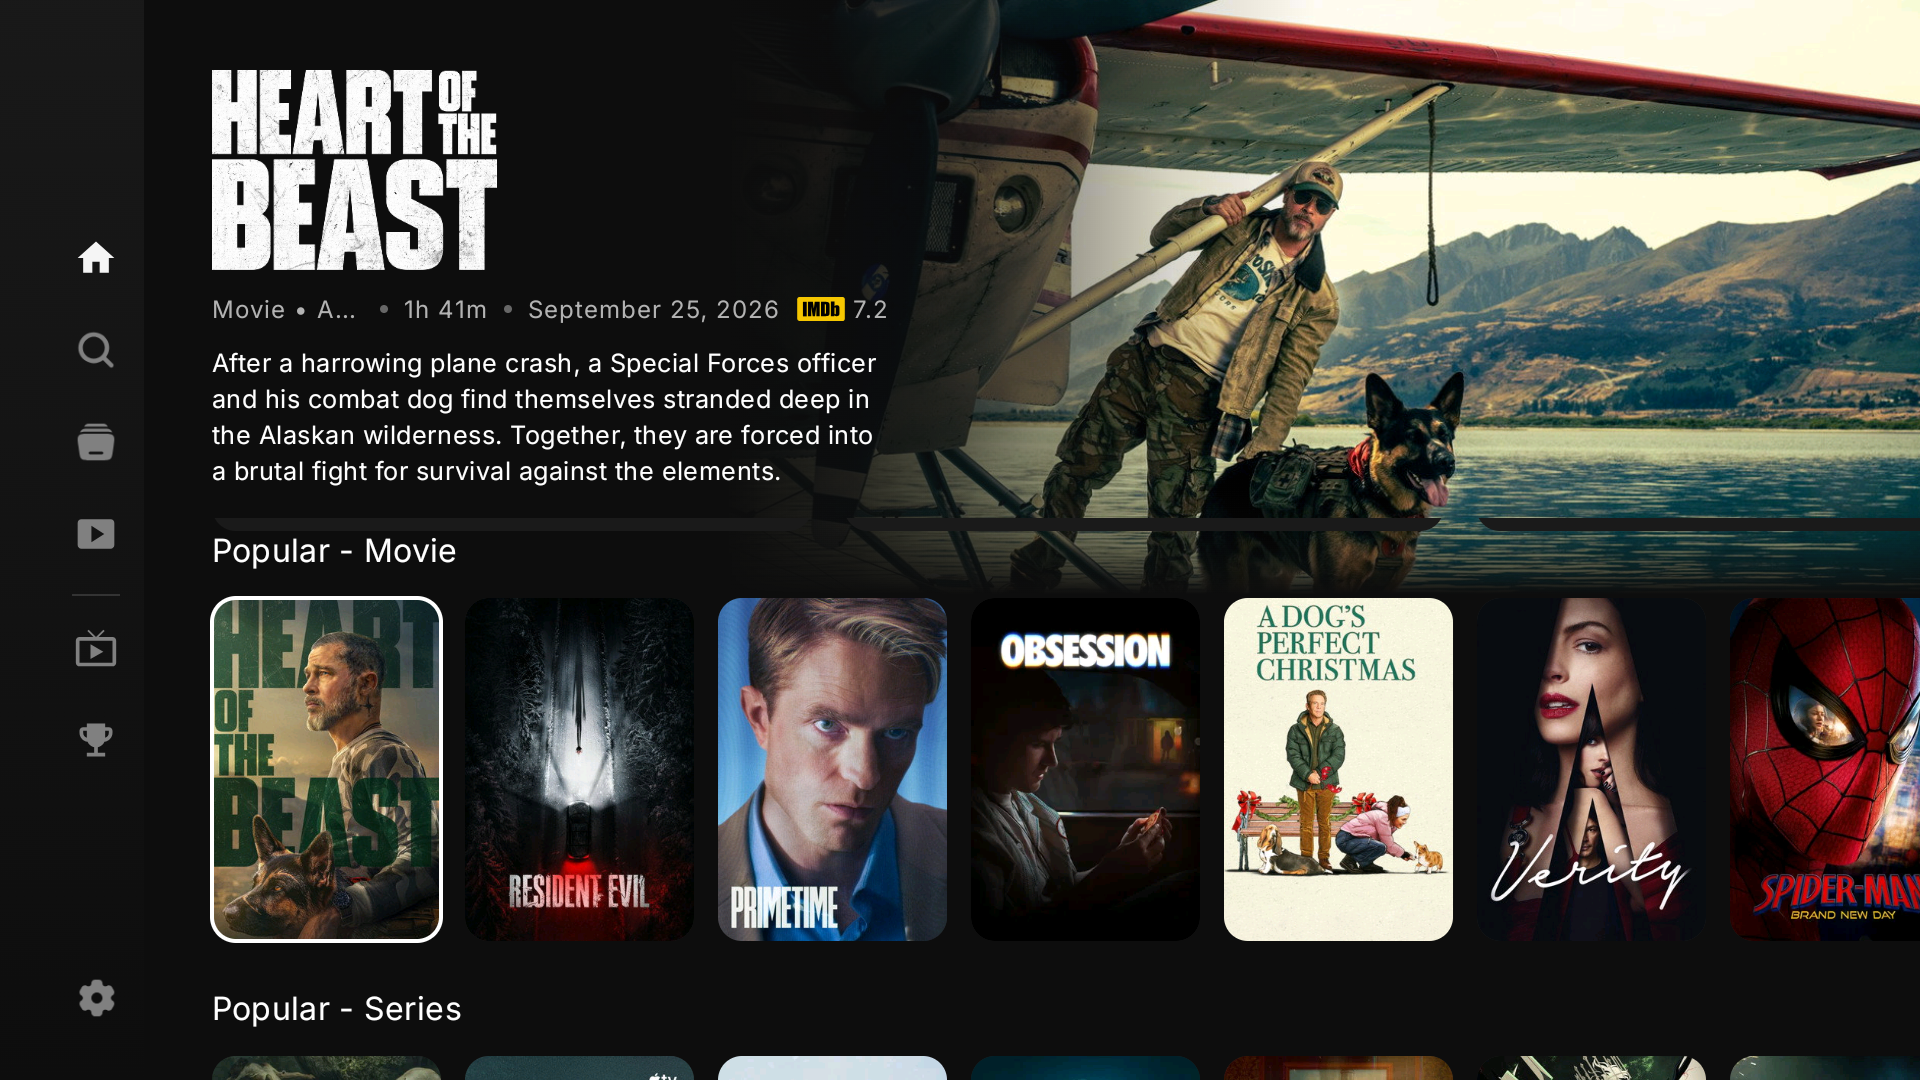 HEART OF THE
BEAST
Movie • A... • 1h 41m • September 25, 2026 IMDb 7.2
After a harrowing plane crash, a Special Forces officer
and his combat dog find themselves stranded deep in
the Alaskan wilderness. Together, they are forced into
a brutal fight for survival against the elements.
Popular - Movie
HEART
OF
THE
BEAST
RESIDENT EVIL
PRIMETIME
OBSESSION
A DOG'S
PERFECT
CHRISTMAS
Verity
SPIDER-MAN
BRAND NEW DAY
Popular - Series
tv